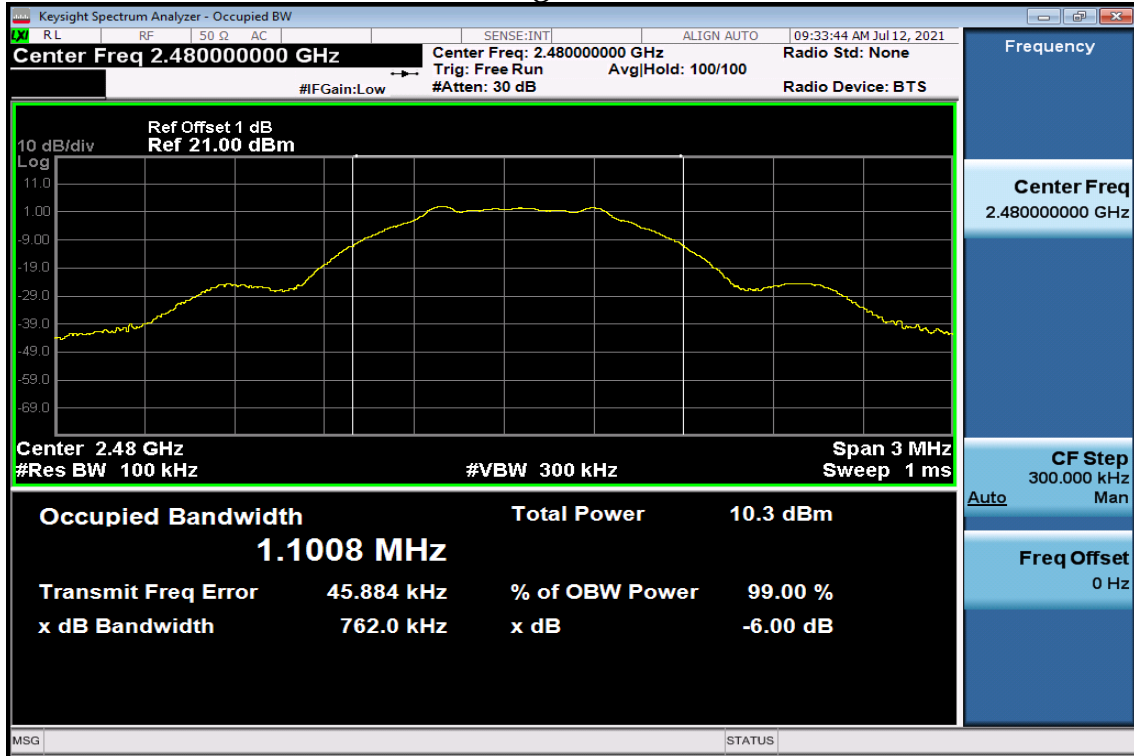 Keysight Spectrum Analyzer - Occupied BW
LXI RL RF 50 Ω AC SENSE:INT ALIGN AUTO 09:33:44 AM Jul 12, 2021
Center Freq 2.480000000 GHz
Center Freq: 2.480000000 GHz Radio Std: None
Trig: Free Run Avg|Hold: 100/100
#IFGain:Low #Atten: 30 dB Radio Device: BTS
Ref Offset 1 dB
10 dB/div Ref 21.00 dBm
Log
11.0
1.00
-9.00
-19.0
-29.0
-39.0
-49.0
-59.0
-69.0
Center 2.48 GHz Span 3 MHz
#Res BW 100 kHz #VBW 300 kHz Sweep 1 ms
Occupied Bandwidth Total Power 10.3 dBm
1.1008 MHz
Transmit Freq Error 45.884 kHz % of OBW Power 99.00 %
x dB Bandwidth 762.0 kHz x dB -6.00 dB
Frequency
Center Freq
2.480000000 GHz
CF Step
300.000 kHz
Auto Man
Freq Offset
0 Hz
MSG STATUS